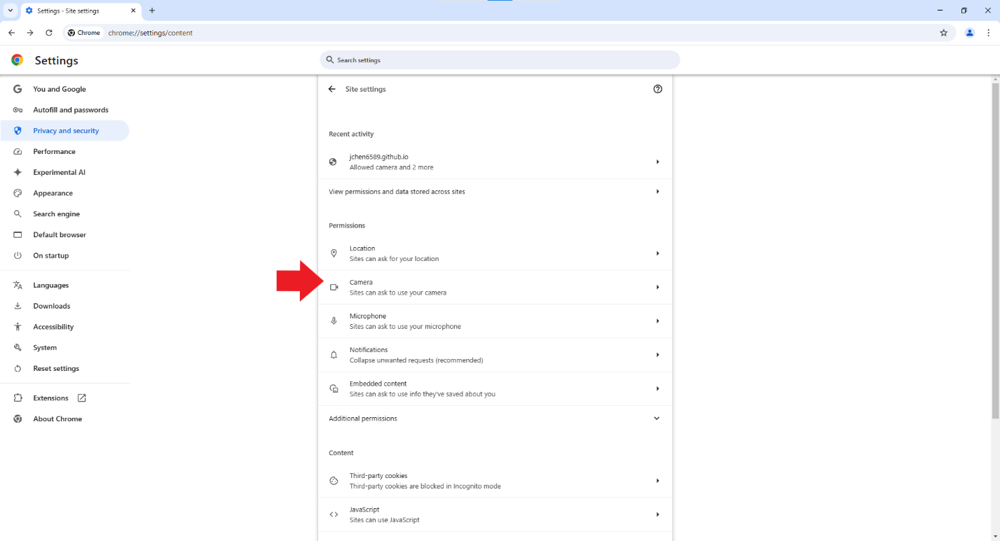 Settings - Site settings
Chrome
chrome://settings/content
Settings
Search settings
You and Google
Autofill and passwords
Privacy and security
Performance
Experimental AI
Appearance
Search engine
Default browser
On startup
Languages
Downloads
Accessibility
System
Reset settings
Extensions
About Chrome
Site settings
Recent activity
jchen6589.github.io
Allowed camera and 2 more
View permissions and data stored across sites
Permissions
Location
Sites can ask for your location
Camera
Sites can ask to use your camera
Microphone
Sites can ask to use your microphone
Notifications
Collapse unwanted requests (recommended)
Embedded content
Sites can ask to use info they've saved about you
Additional permissions
Content
Third-party cookies
Third-party cookies are blocked in Incognito mode
JavaScript
Sites can use JavaScript